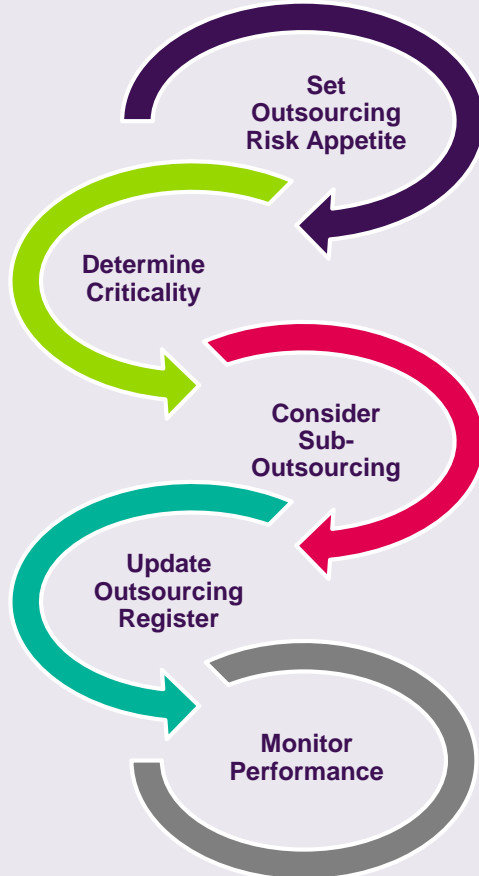 Set
Outsourcing
Risk Appetite
Determine
Criticality
Consider
Sub-
Outsourcing
Update
Outsourcing
Register
Monitor
Performance